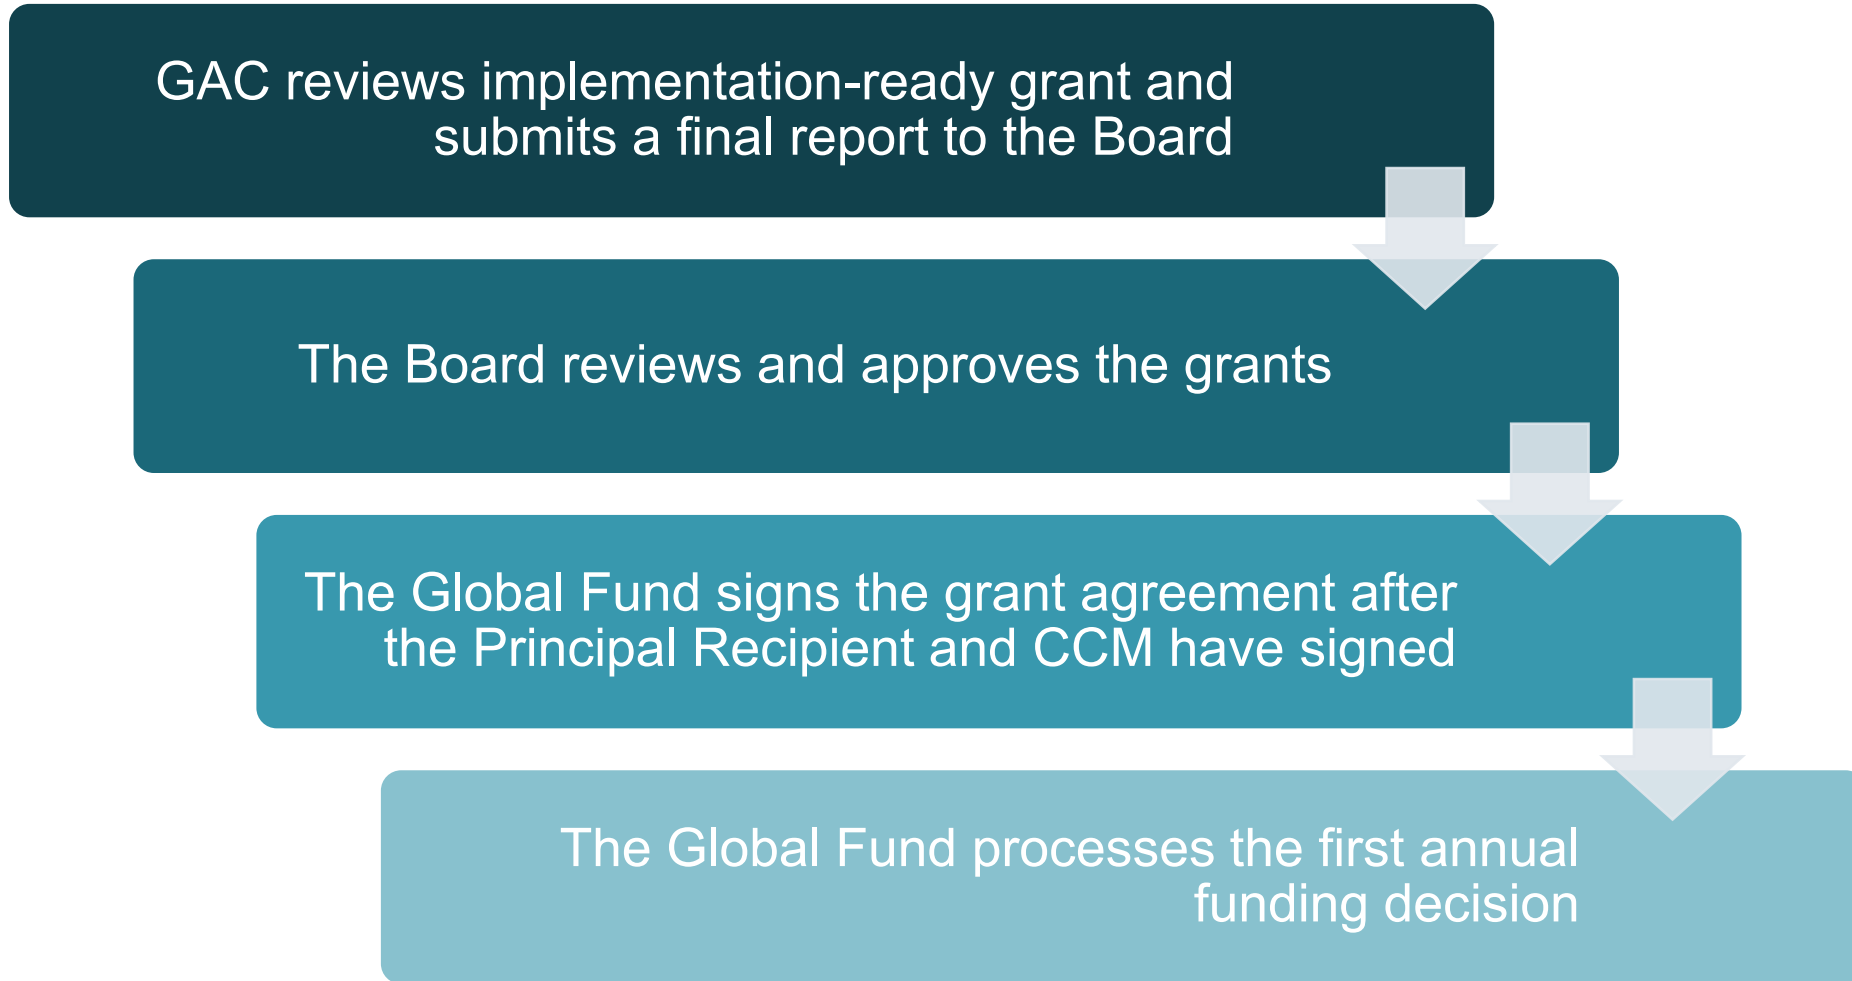 GAC reviews implementation-ready grant and
submits a final report to the Board
The Board reviews and approves the grants
The Global Fund signs the grant agreement after
the Principal Recipient and CCM have signed
The Global Fund processes the first annual
funding decision